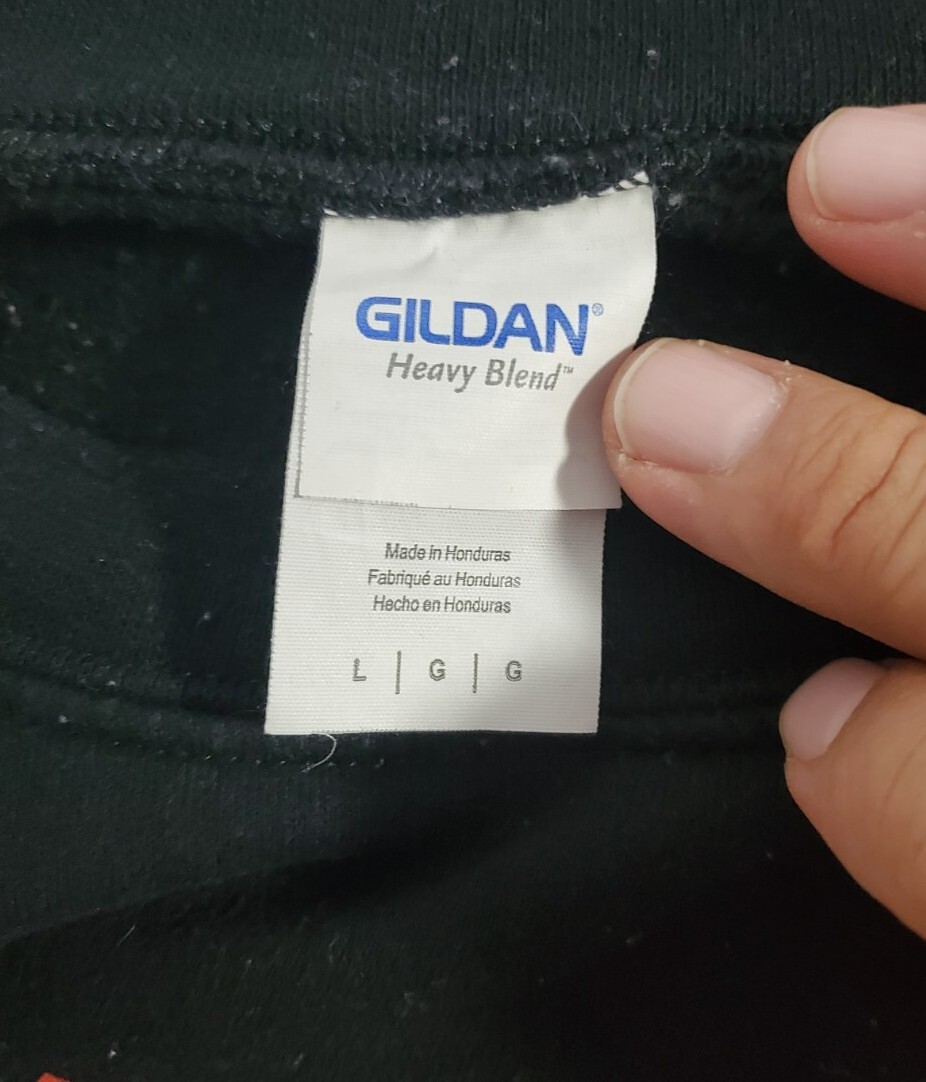 GILDAN®
Heavy Blend™
Made in Honduras
Fabriqué au Honduras
Hecho en Honduras
L | G | G